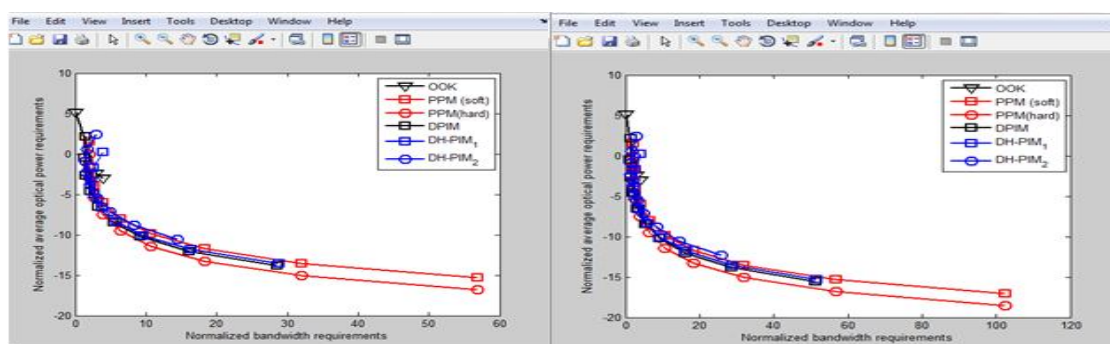 File Edit View Insert Tools Desktop Window Help
10
5
0
-5
-10
-15
-20
0 10 20 30 40 50 60
Normalized average optical power requirements
Normalized bandwidth requirements
OOK
PPM (soft)
PPM(hard)
DPIM
DH-PIM1
DH-PIM2
File Edit View Insert Tools Desktop Window Help
10
5
0
-5
-10
-15
-20
0 20 40 60 80 100 120
Normalized average optical power requirements
Normalized bandwidth requirements
OOK
PPM (soft)
PPM(hard)
DPIM
DH-PIM1
DH-PIM2